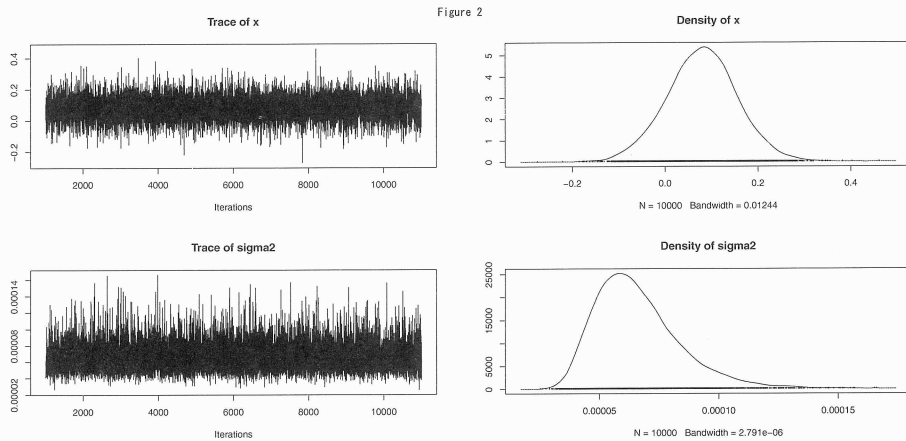 Figure 2
Trace of x
0.4
0.2
0.0
-0.2
2000 4000 6000 8000 10000
Iterations
Density of x
5
4
3
2
1
0
-0.2 0.0 0.2 0.4
N = 10000 Bandwidth = 0.01244
Trace of sigma2
0.00014
0.00008
0.00002
2000 4000 6000 8000 10000
Iterations
Density of sigma2
25000
15000
5000
0
0.00005 0.00010 0.00015
N = 10000 Bandwidth = 2.791e-06